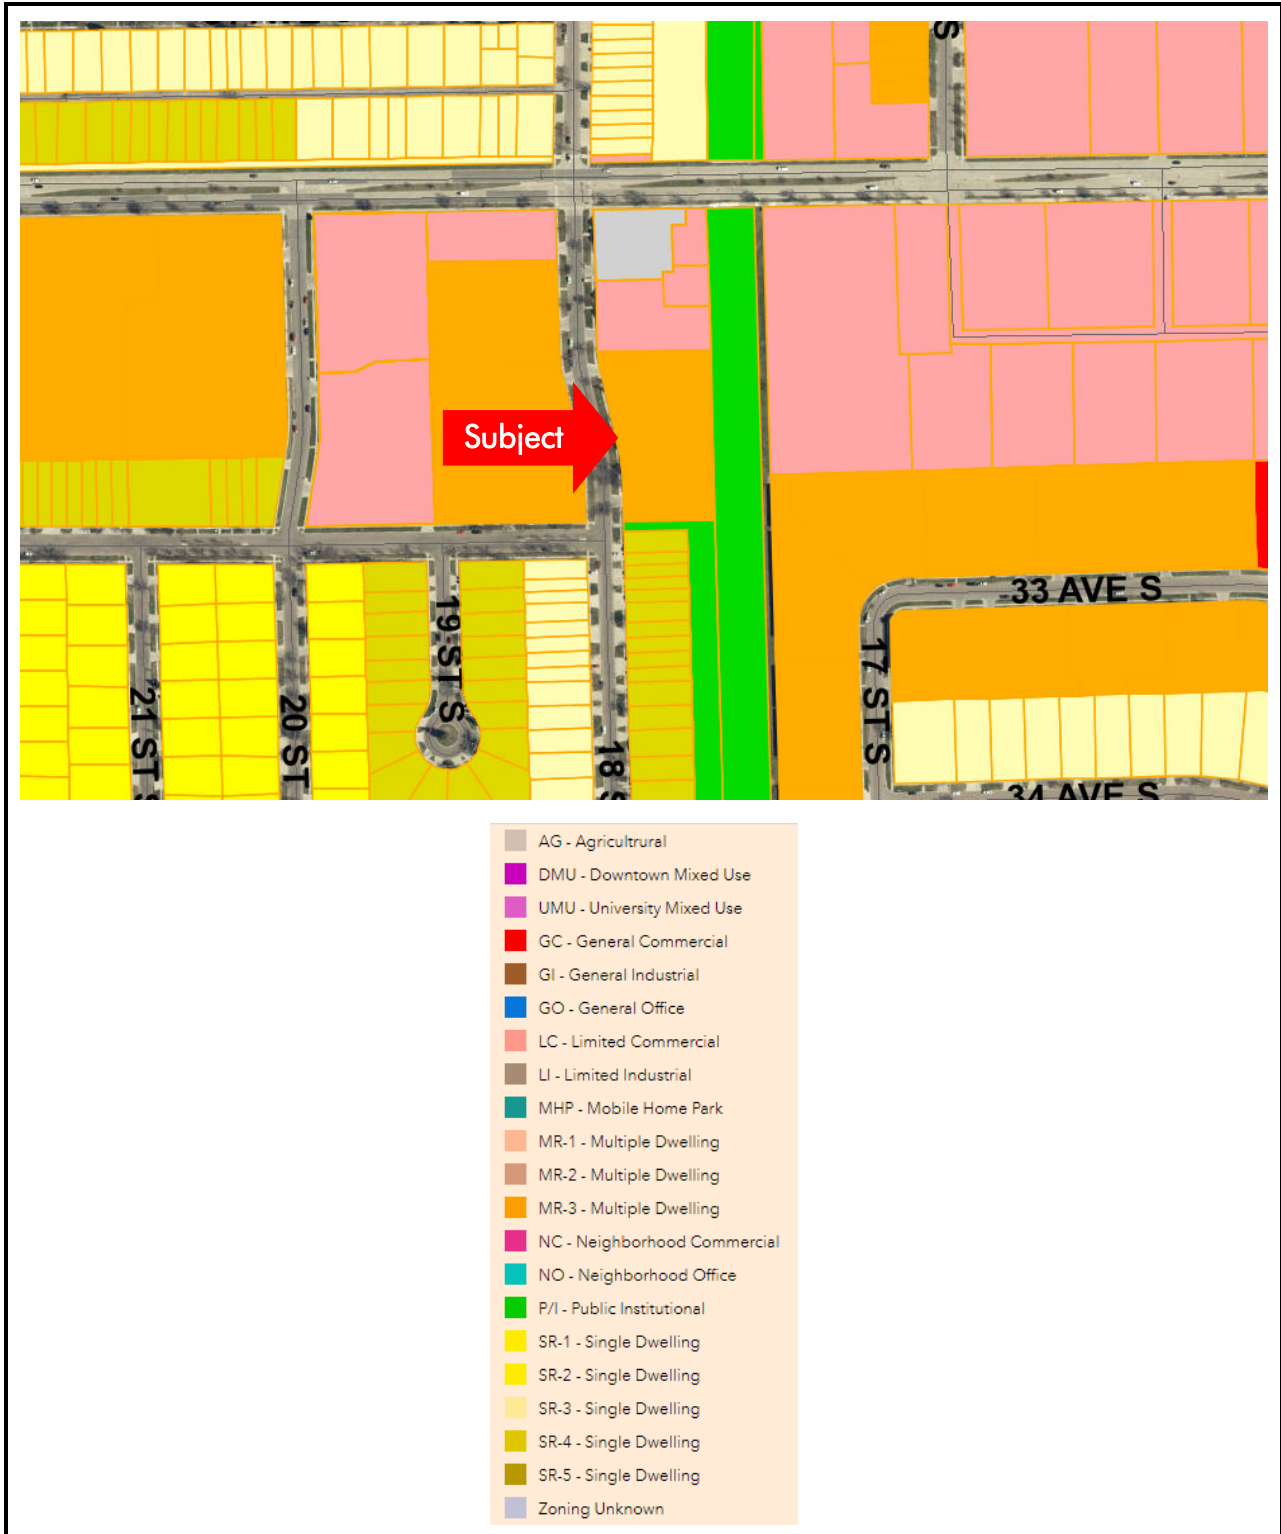 S
Subject
33 AVE S
19 ST S
17 ST S
21 ST S
20 ST
18 S
34 AVE S
AG - Agricultrural
DMU - Downtown Mixed Use
UMU - University Mixed Use
GC - General Commercial
GI - General Industrial
GO - General Office
LC - Limited Commercial
LI - Limited Industrial
MHP - Mobile Home Park
MR-1 - Multiple Dwelling
MR-2 - Multiple Dwelling
MR-3 - Multiple Dwelling
NC - Neighborhood Commercial
NO - Neighborhood Office
P/I - Public Institutional
SR-1 - Single Dwelling
SR-2 - Single Dwelling
SR-3 - Single Dwelling
SR-4 - Single Dwelling
SR-5 - Single Dwelling
Zoning Unknown